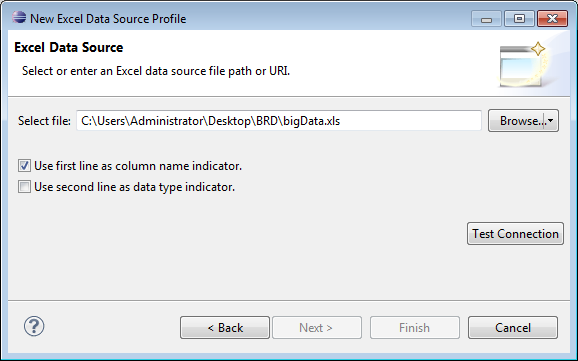 New Excel Data Source Profile
Excel Data Source
Select or enter an Excel data source file path or URI.
Select file: C:\Users\Administrator\Desktop\BRD\bigData.xls Browse...
Use first line as column name indicator.
Use second line as data type indicator.
Test Connection
? < Back Next > Finish Cancel